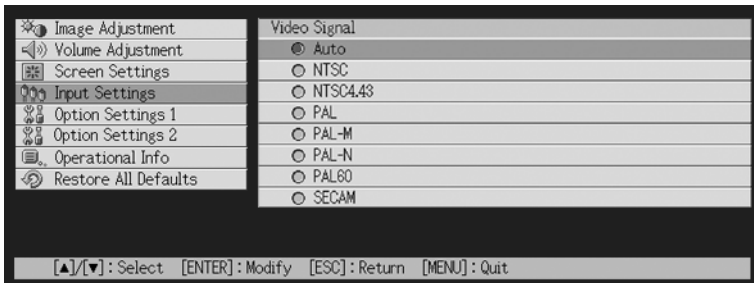 Image Adjustment
Volume Adjustment
Screen Settings
Input Settings
Option Settings 1
Option Settings 2
Operational Info
Restore All Defaults
Video Signal
Auto
NTSC
NTSC4.43
PAL
PAL-M
PAL-N
PAL60
SECAM
[▲]/[▼]:Select [ENTER]:Modify [ESC]:Return [MENU]:Quit